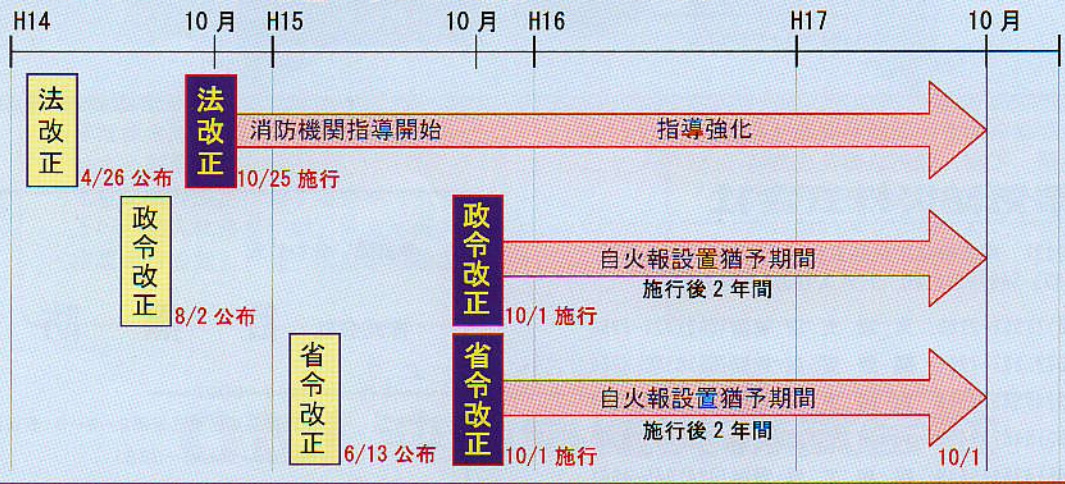 H14 10月 H15 10月 H16 H17 10月
法改正
4/26 公布
法改正
10/25 施行
消防機関指導開始 指導強化
政令改正
8/2 公布
政令改正
10/1 施行
自火報設置猶予期間
施行後2年間
省令改正
6/13 公布
省令改正
10/1 施行
自火報設置猶予期間
施行後2年間
10/1